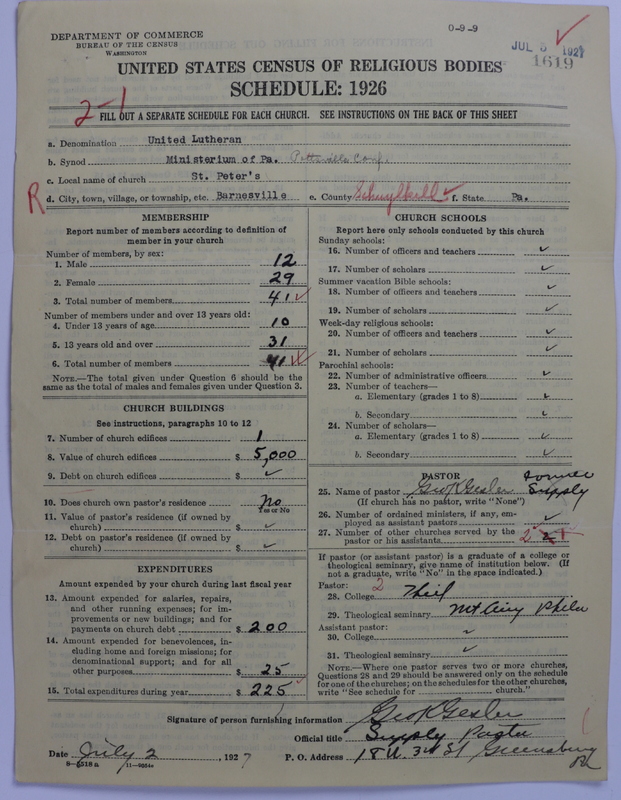 DEPARTMENT OF COMMERCE
BUREAU OF THE CENSUS
WASHINGTON
0-9-9
JUL 5 1927
1619
UNITED STATES CENSUS OF RELIGIOUS BODIES
SCHEDULE: 1926
2-1
FILL OUT A SEPARATE SCHEDULE FOR EACH CHURCH. SEE INSTRUCTIONS ON THE BACK OF THIS SHEET
a. Denomination United Lutheran
b. Synod Ministerium of Pa. Pottsville Conf.
c. Local name of church St. Peter's
R d. City, town, village, or township, etc. Barnesville e. County Schuylkill f. State Pa.
MEMBERSHIP
Report number of members according to definition of member in your church
Number of members, by sex:
1. Male 12
2. Female 29
3. Total number of members 41
Number of members under and over 13 years old:
4. Under 13 years of age 10
5. 13 years old and over 31
6. Total number of members 41
NOTE.—The total given under Question 6 should be the same as the total of males and females given under Question 3.
CHURCH BUILDINGS
See instructions, paragraphs 10 to 12
7. Number of church edifices 1
8. Value of church edifices $ 5,000
9. Debt on church edifices $ ✓
10. Does church own pastor's residence No
Yes or No
11. Value of pastor's residence (if owned by church) $ ✓
12. Debt on pastor's residence (if owned by church) $ ✓
EXPENDITURES
Amount expended by your church during last fiscal year
13. Amount expended for salaries, repairs, and other running expenses; for improvements or new buildings; and for payments on church debt $ 200
14. Amount expended for benevolences, including home and foreign missions; for denominational support; and for all other purposes $ 25
15. Total expenditures during year $ 225
CHURCH SCHOOLS
Report here only schools conducted by this church
Sunday schools:
16. Number of officers and teachers ✓
17. Number of scholars ✓
Summer vacation Bible schools:
18. Number of officers and teachers ✓
19. Number of scholars ✓
Week-day religious schools:
20. Number of officers and teachers ✓
21. Number of scholars ✓
Parochial schools:
22. Number of administrative officers ✓
23. Number of teachers—
a. Elementary (grades 1 to 8) ✓
b. Secondary ✓
24. Number of scholars—
a. Elementary (grades 1 to 8) ✓
b. Secondary ✓
PASTOR
25. Name of pastor Geo R Gesler Supply
(If church has no pastor, write "None")
26. Number of ordained ministers, if any, employed as assistant pastors ✓
27. Number of other churches served by the pastor or his assistants 2
If pastor (or assistant pastor) is a graduate of a college or theological seminary, give name of institution below. (If not a graduate, write "No" in the space indicated.)
Pastor: 2
28. College Thiel
29. Theological seminary Mt Airy Phila
Assistant pastor:
30. College ✓
31. Theological seminary ✓
NOTE.—Where one pastor serves two or more churches, Questions 28 and 29 should be answered only on the schedule for one of the churches; on the schedules for the other churches, write "See schedule for ______ church."
Signature of person furnishing information Geo R Gesler
Official title Supply Pastor
Date July 2, 1927 P. O. Address 18 N. 3rd St Greensburg Pa
8-5518a 11-9554c